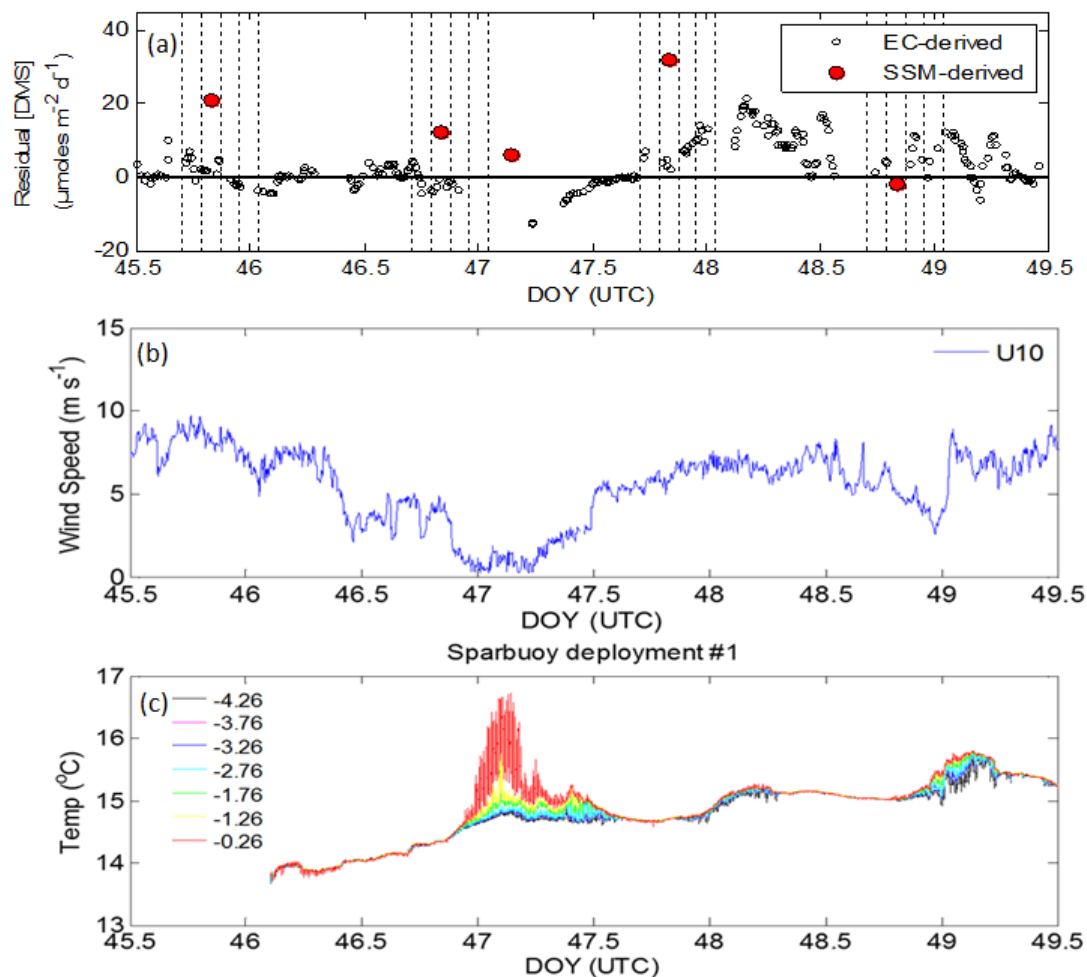 (a)
Residual [DMS]
(µmoles m-2 d-1)
40
20
0
-20
EC-derived
SSM-derived
45.5 46 46.5 47 47.5 48 48.5 49 49.5
DOY (UTC)
(b)
Wind Speed (m s-1)
15
10
5
0
U10
45.5 46 46.5 47 47.5 48 48.5 49 49.5
DOY (UTC)
Sparbuoy deployment #1
(c)
Temp (oC)
17
16
15
14
13
-4.26
-3.76
-3.26
-2.76
-1.76
-1.26
-0.26
45.5 46 46.5 47 47.5 48 48.5 49 49.5
DOY (UTC)